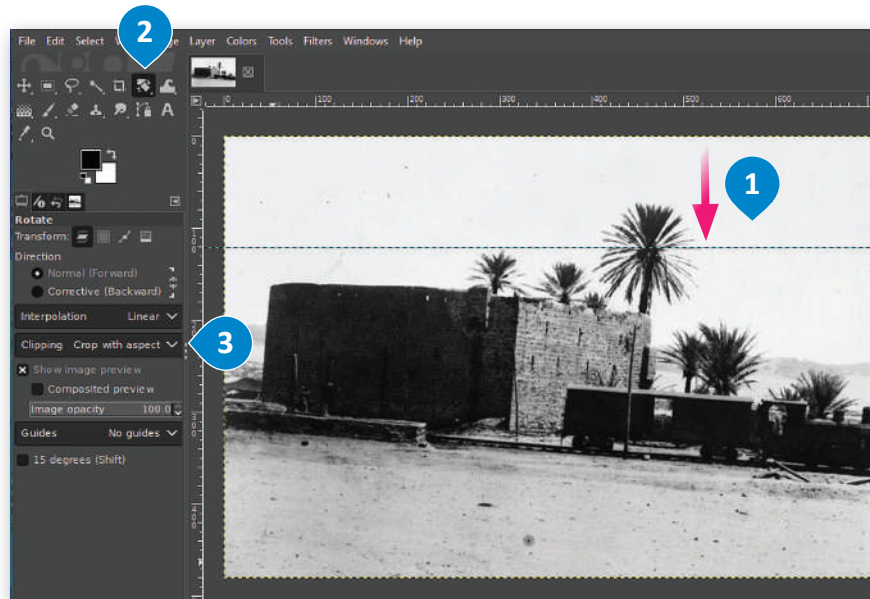 2
File Edit Select ge Layer Colors Tools Filters Windows Help
0 100 200 300 400 500 600
A
1
Rotate
Transform:
Direction
Normal (Forward)
Corrective (Backward)
Interpolation Linear
Clipping Crop with aspect
3
Show image preview
Composited preview
Image opacity 100.0
Guides No guides
15 degrees (Shift)